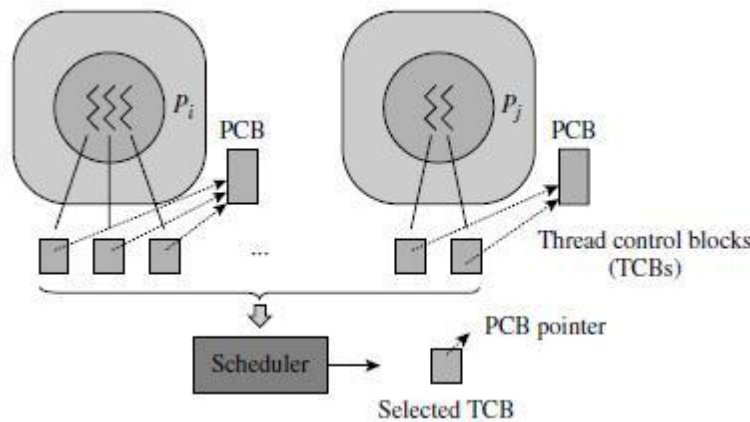 Pi
PCB
Pj
PCB
...
Thread control blocks
(TCBs)
PCB pointer
Scheduler
Selected TCB